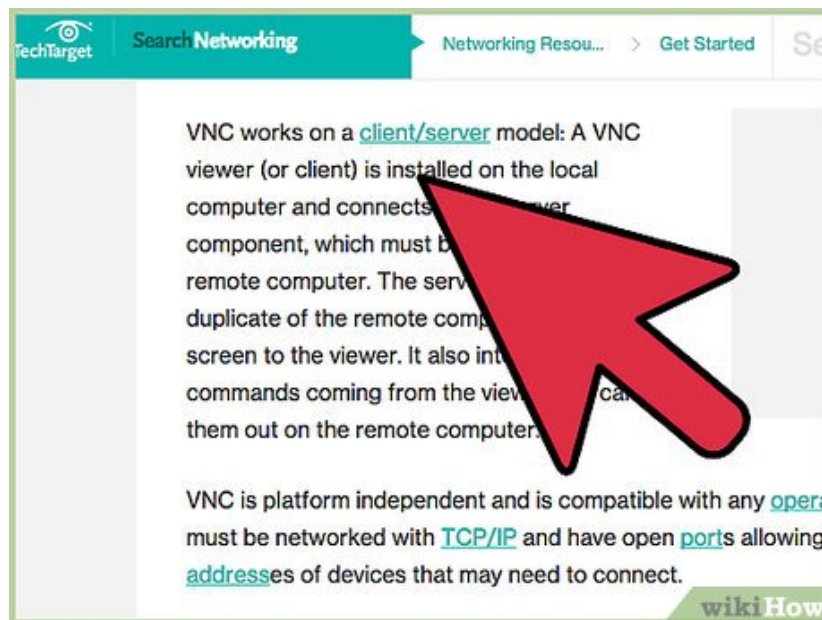 TechTarget
SearchNetworking
Networking Resou... > Get Started
Se
VNC works on a client/server model: A VNC
viewer (or client) is installed on the local
computer and connects
component, which must b
remote computer. The serv
duplicate of the remote comp
screen to the viewer. It also int
commands coming from the view ca
them out on the remote computer.
VNC is platform independent and is compatible with any opera
must be networked with TCP/IP and have open ports allowing
addresses of devices that may need to connect.
wikiHow